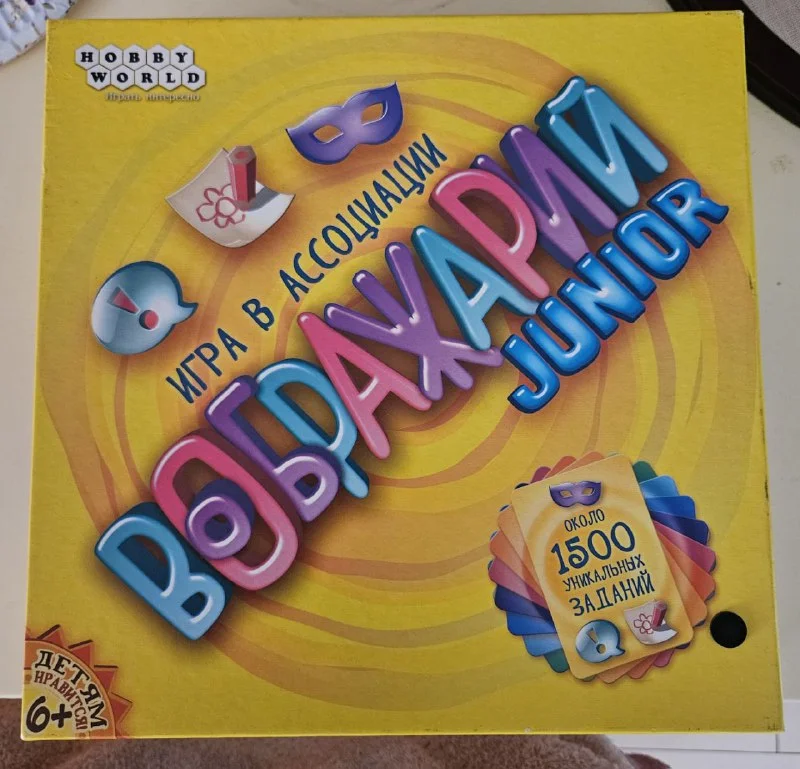 HOBBY
WORLD
Играть интересно
ИГРА В АССОЦИАЦИИ
ВООБРАЖАРИЙ
JUNIOR
ОКОЛО
1500
УНИКАЛЬНЫХ
ЗАДАНИЙ
ДЕТЯМ
НРАВИТСЯ!
6+